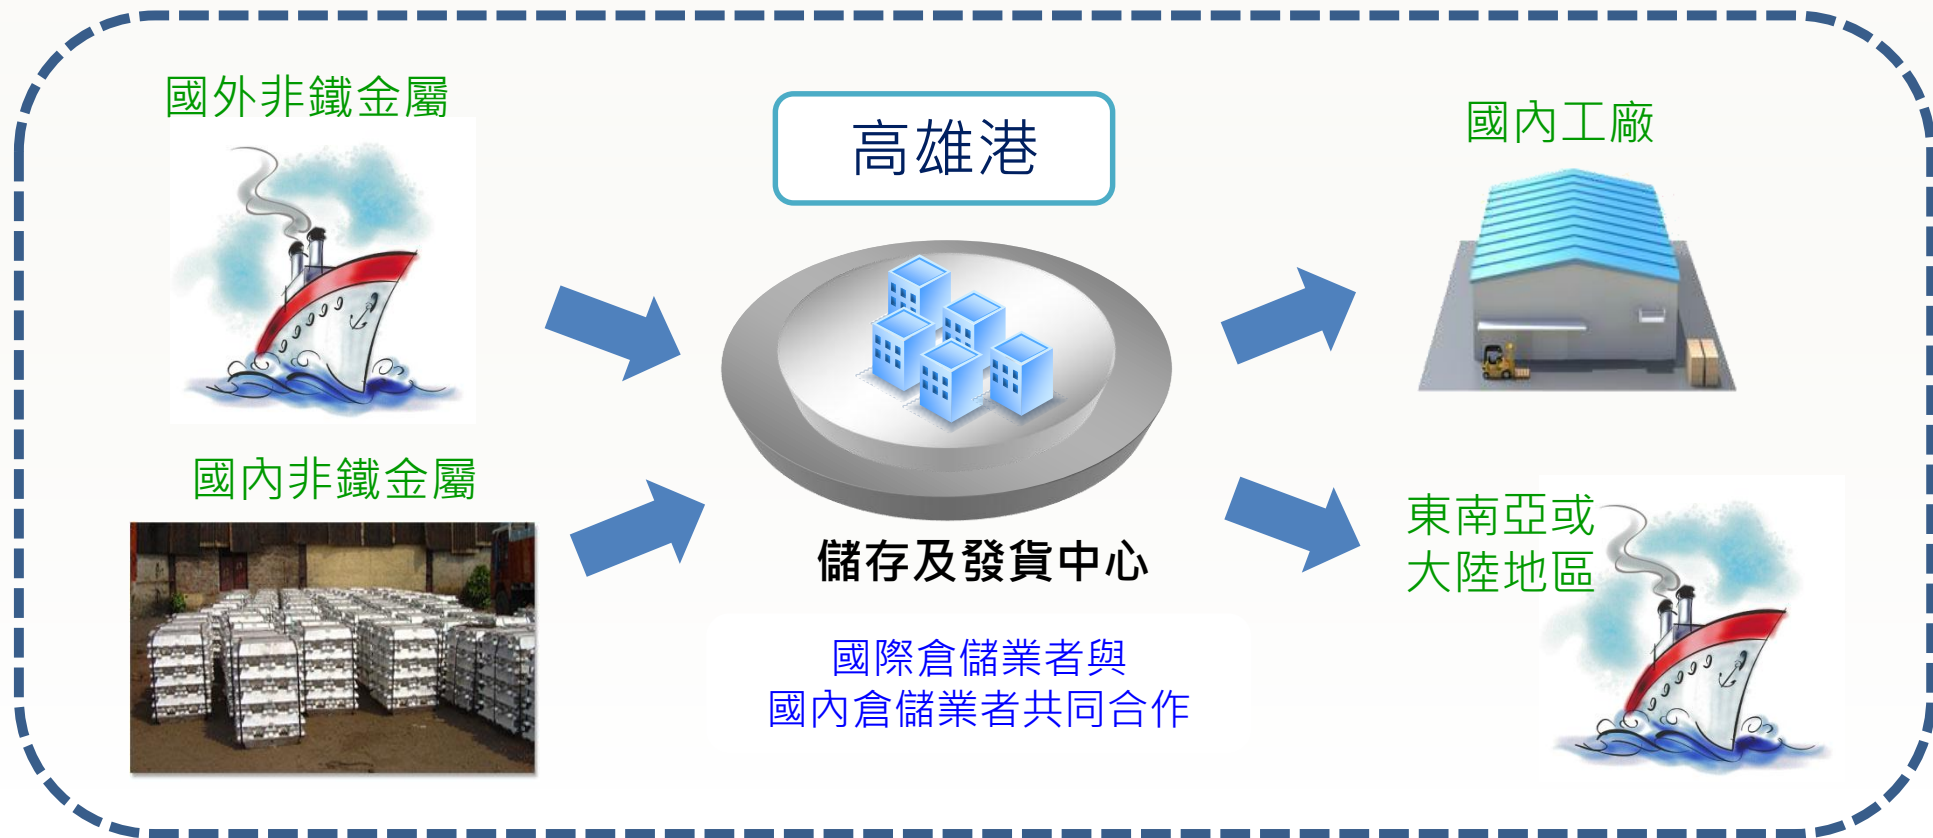 國外非鐵金屬
高雄港
國內工廠
國內非鐵金屬
儲存及發貨中心
東南亞或
大陸地區
國際倉儲業者與
國內倉儲業者共同合作